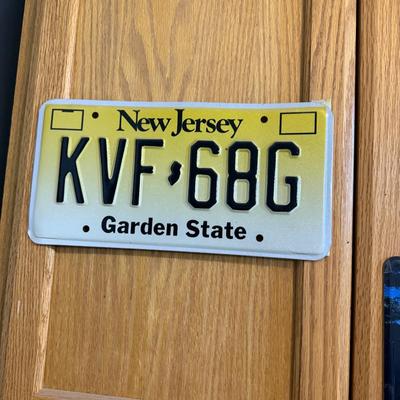 New Jersey
KVF 68G
Garden State